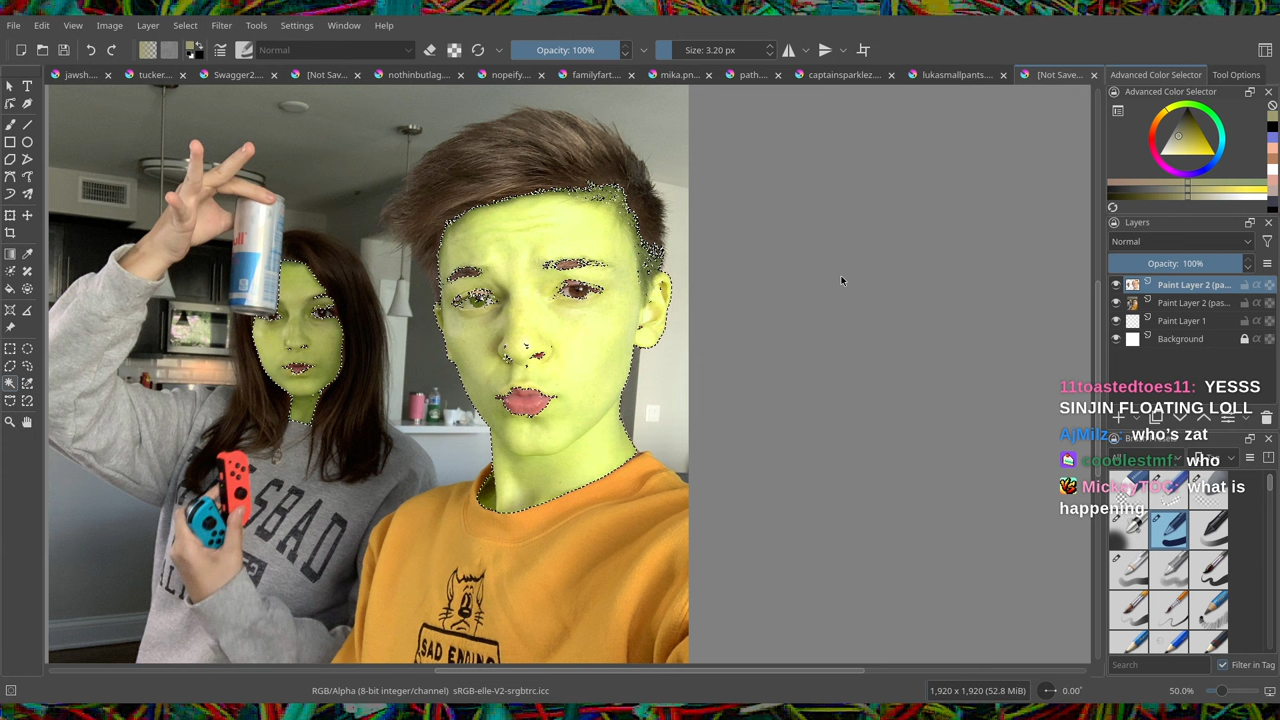 File Edit View Image Layer Select Filter Tools Settings Window Help
Normal Opacity: 100% Size: 3.20 px
jawsh.... tucker.... Swagger2.... [Not Sav... nothinbutlag... nopeify.... familyfart.... mika.pn... path.... captainsparklez... lukasmallpants.... [Not Save... Advanced Color Selector Tool Options
Advanced Color Selector
Layers
Normal
Opacity: 100%
Paint Layer 2 (pa...
Paint Layer 2 (pas...
Paint Layer 1
Background
11toastedtoes11: YESSS
SINJIN FLOATING LOLL
AjMilz_: who's zat
cooolestmf: who
MickeyTOC: what is
happening
Search Filter in Tag
SBAD
SAD ENDING
RGB/Alpha (8-bit integer/channel) sRGB-elle-V2-srgbtrc.icc 1,920 x 1,920 (52.8 MiB) 0.00° 50.0%